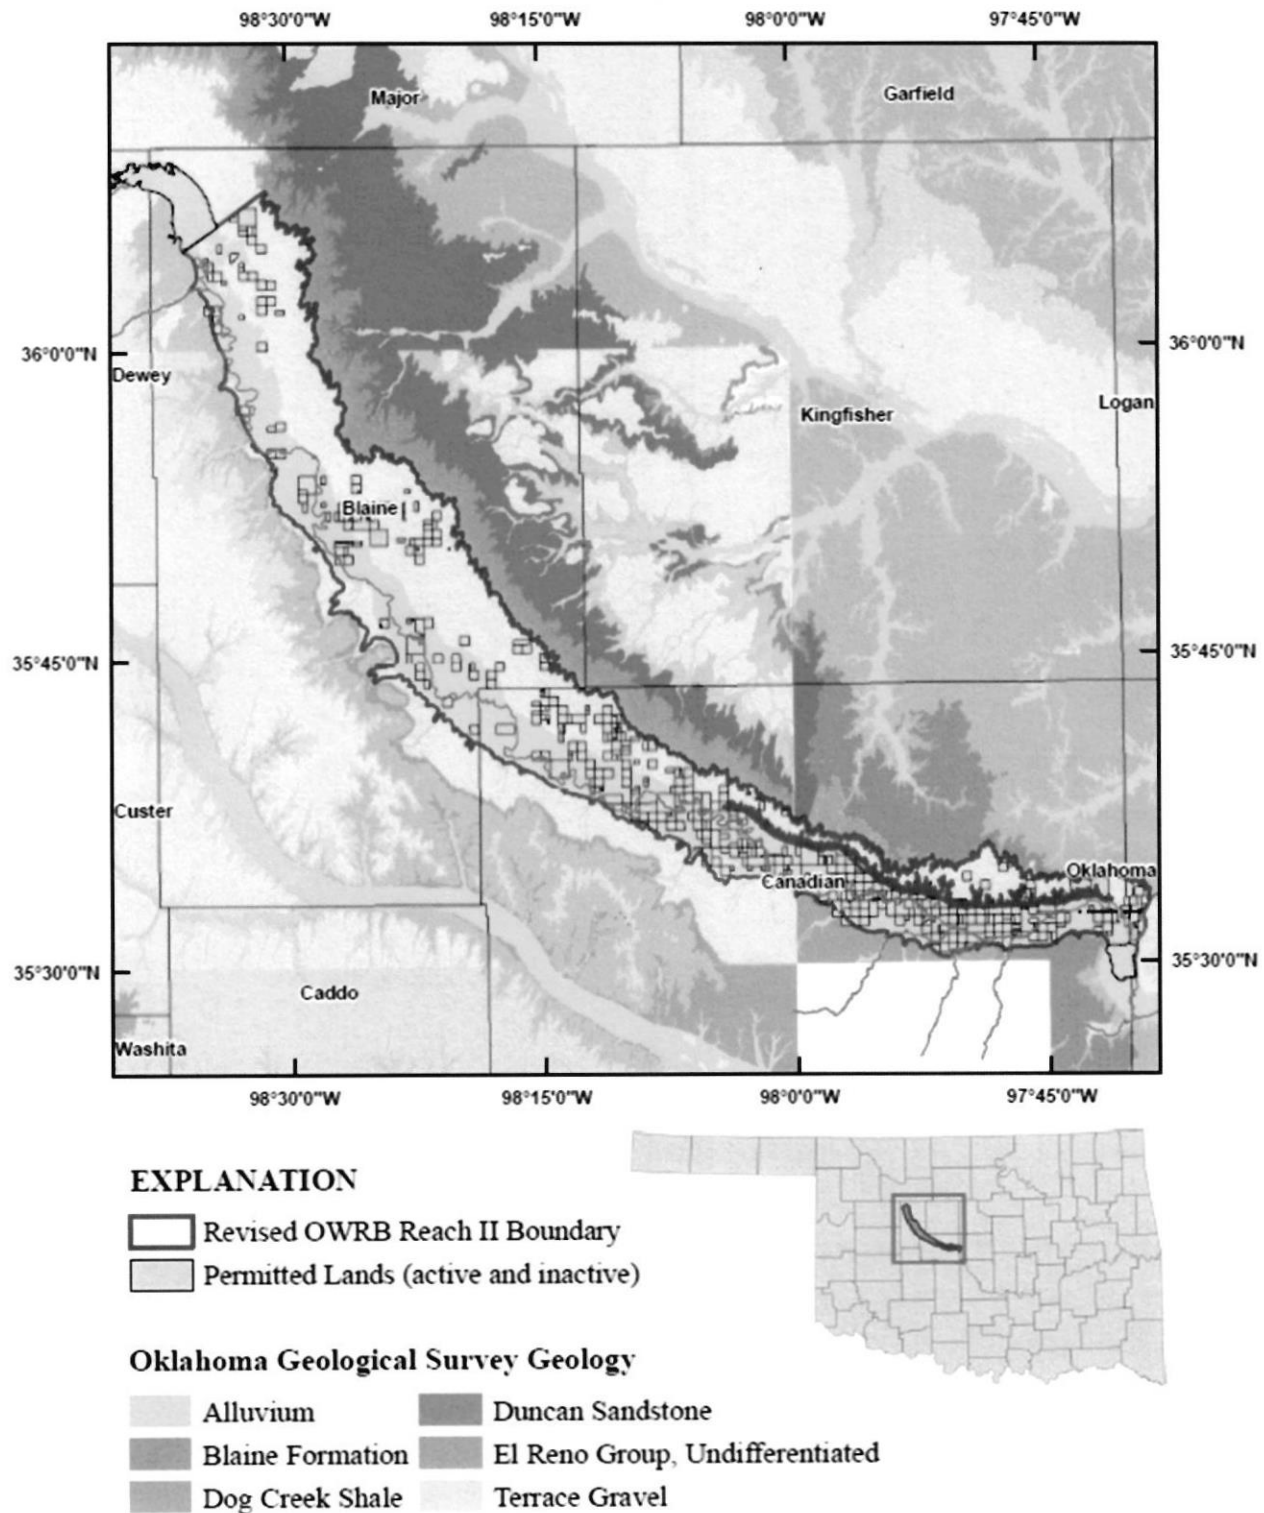 98°30'0"W 98°15'0"W 98°0'0"W 97°45'0"W
Major
Garfield
36°0'0"N 36°0'0"N
Dewey
Logan
Kingfisher
Blaine
35°45'0"N 35°45'0"N
Custer
Oklahoma
Canadian
35°30'0"N 35°30'0"N
Caddo
Washita
98°30'0"W 98°15'0"W 98°0'0"W 97°45'0"W
EXPLANATION
Revised OWRB Reach II Boundary
Permitted Lands (active and inactive)
Oklahoma Geological Survey Geology
Alluvium Duncan Sandstone
Blaine Formation El Reno Group, Undifferentiated
Dog Creek Shale Terrace Gravel